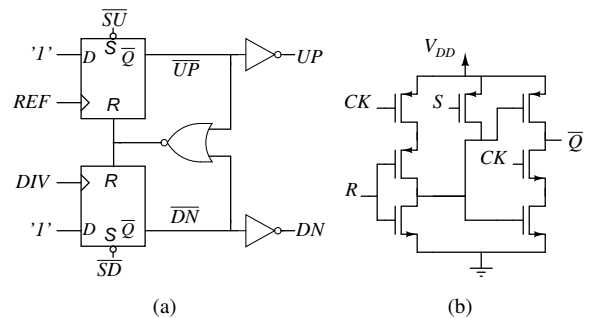 SU
'1' D S Q UP UP
REF R
DIV R
'1' D S Q DN DN
SD
(a)
V_DD
CK S
CK Q
R
(b)